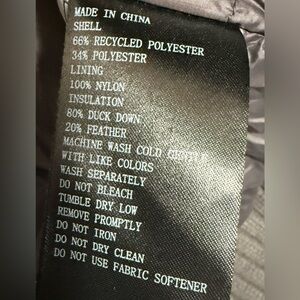 MADE IN CHINA
SHELL
66% RECYCLED POLYESTER
34% POLYESTER
LINING
100% NYLON
INSULATION
80% DUCK DOWN
20% FEATHER
MACHINE WASH COLD GENTLE
WITH LIKE COLORS
WASH SEPARATELY
DO NOT BLEACH
TUMBLE DRY LOW
REMOVE PROMPTLY
DO NOT IRON
DO NOT DRY CLEAN
DO NOT USE FABRIC SOFTENER